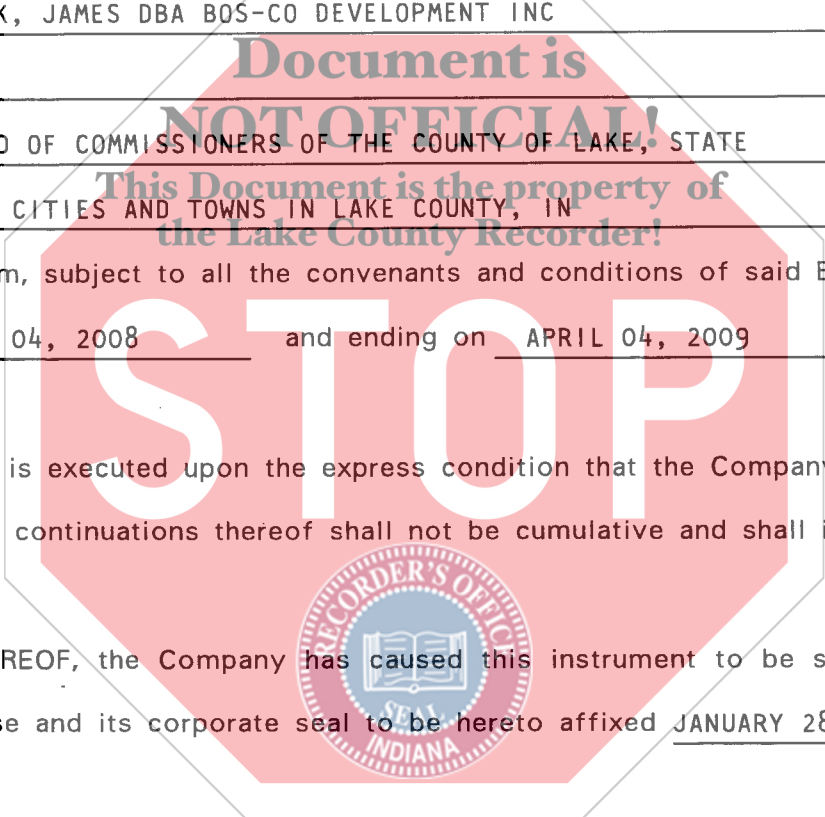 K, JAMES DBA BOS-CO DEVELOPMENT INC
Document is
NOT OFFICIAL!
OF COMMISSIONERS OF THE COUNTY OF LAKE, STATE
This Document is the property of
CITIES AND TOWNS IN LAKE COUNTY, IN
the Lake County Recorder!
m, subject to all the convenants and conditions of said B
04, 2008 and ending on APRIL 04, 2009
STOP
is executed upon the express condition that the Company
continuations thereof shall not be cumulative and shall i
RECORDER'S OFFICE
REOF, the Company has caused this instrument to be s
se and its corporate seal to be hereto affixed JANUARY 28
SEAL
INDIANA